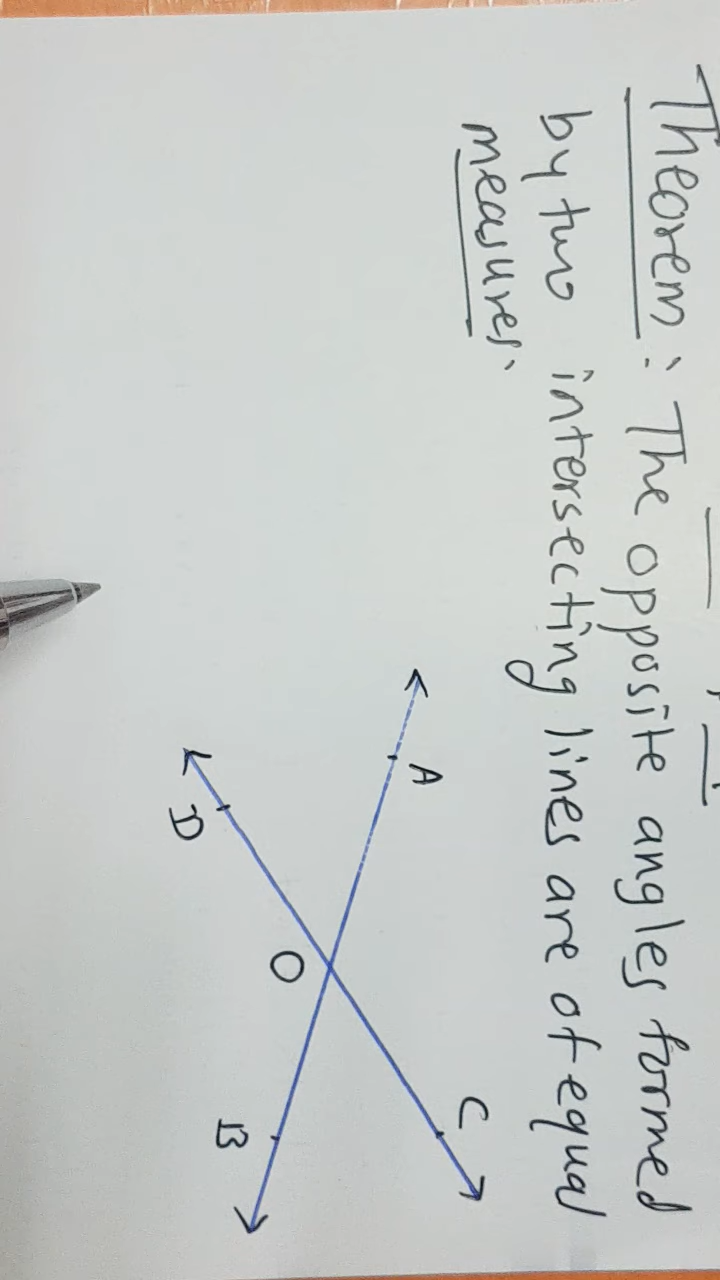 Theorem: The opposite angles formed
by two intersecting lines are of equal
measures.
A
C
D
O
B